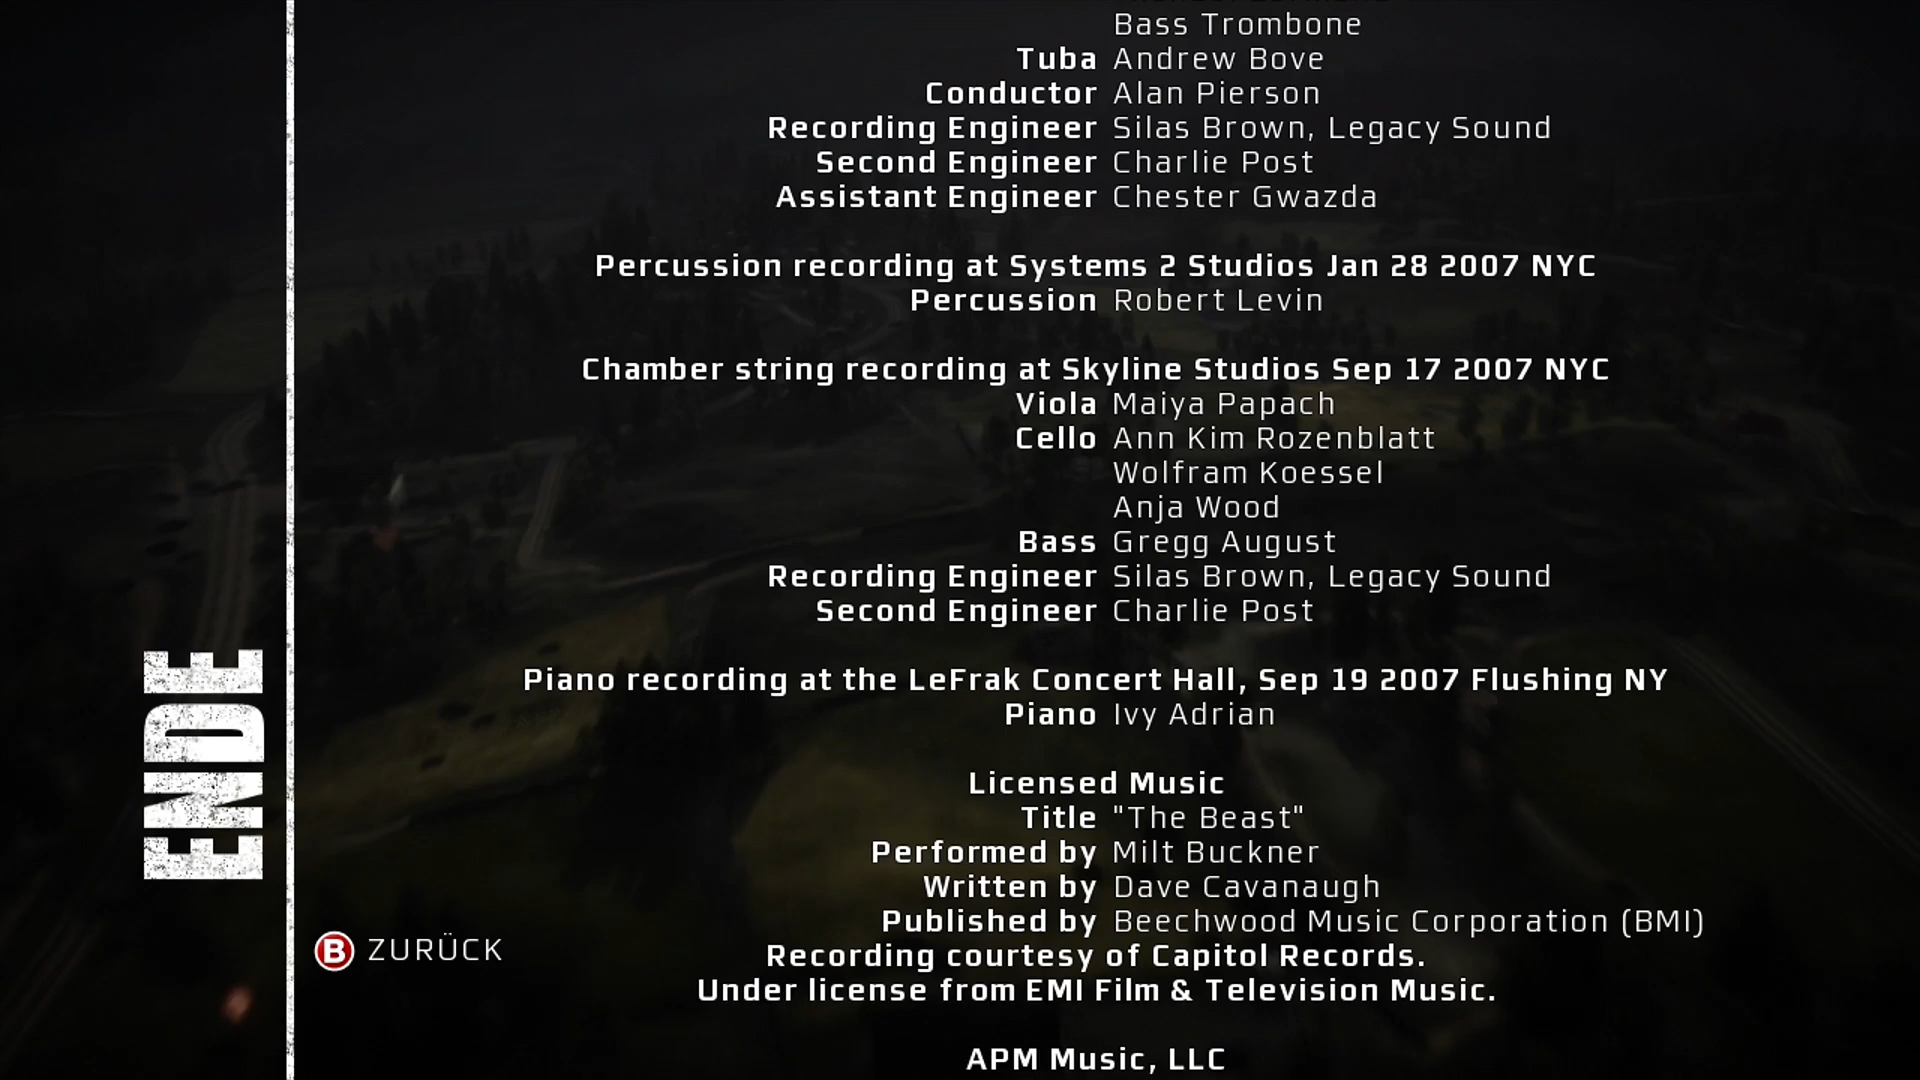 Bass Trombone
Tuba Andrew Bove
Conductor Alan Pierson
Recording Engineer Silas Brown, Legacy Sound
Second Engineer Charlie Post
Assistant Engineer Chester Gwazda
Percussion recording at Systems 2 Studios Jan 28 2007 NYC
Percussion Robert Levin
Chamber string recording at Skyline Studios Sep 17 2007 NYC
Viola Maiya Papach
Cello Ann Kim Rozenblatt
Wolfram Koessel
Anja Wood
Bass Gregg August
Recording Engineer Silas Brown, Legacy Sound
Second Engineer Charlie Post
Piano recording at the LeFrak Concert Hall, Sep 19 2007 Flushing NY
Piano Ivy Adrian
Licensed Music
Title "The Beast"
Performed by Milt Buckner
Written by Dave Cavanaugh
Published by Beechwood Music Corporation (BMI)
Recording courtesy of Capitol Records.
Under license from EMI Film & Television Music.
APM Music, LLC
ENDE
B ZURÜCK